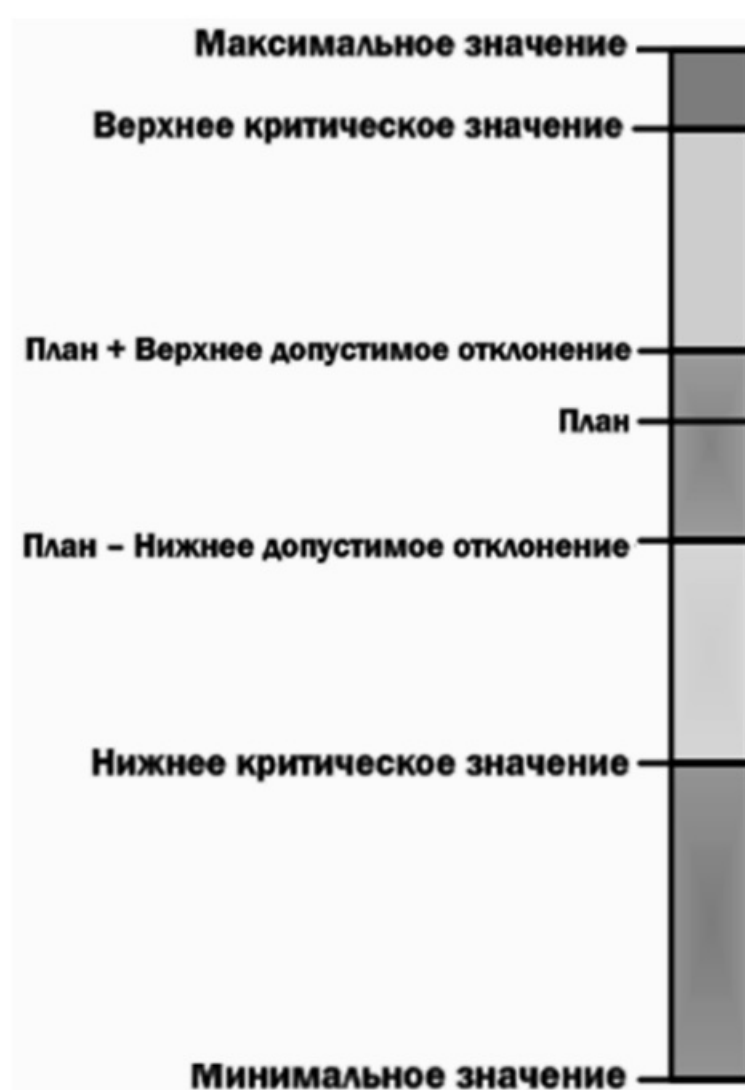 Максимальное значение
Верхнее критическое значение
План + Верхнее допустимое отклонение
План
План – Нижнее допустимое отклонение
Нижнее критическое значение
Минимальное значение